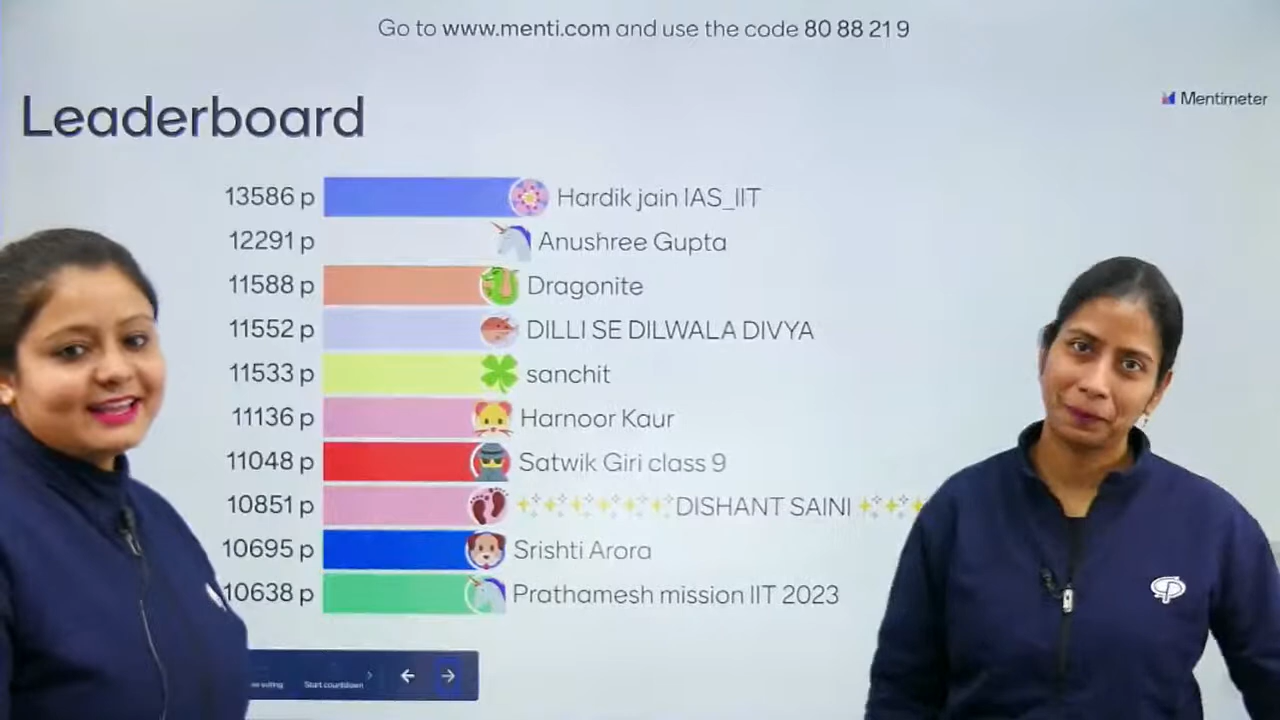 Go to www.menti.com and use the code 80 88 21 9
Leaderboard
Mentimeter
13586 p Hardik jain IAS_IIT
12291 p Anushree Gupta
11588 p Dragonite
11552 p DILLI SE DILWALA DIVYA
11533 p sanchit
11136 p Harnoor Kaur
11048 p Satwik Giri class 9
10851 p ✨✨✨✨✨✨DISHANT SAINI ✨✨
10695 p Srishti Arora
10638 p Prathamesh mission IIT 2023
Start countdown